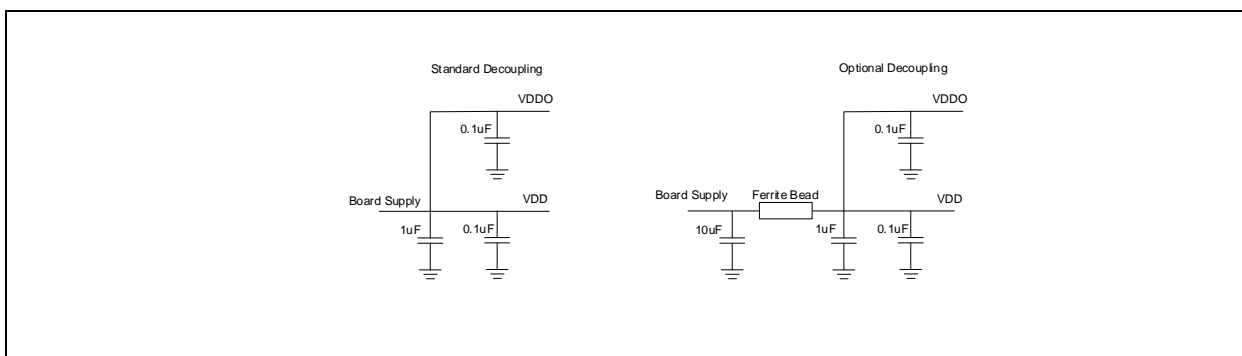 Standard Decoupling
VDDO
0.1uF
Board Supply
VDD
1uF
0.1uF
Optional Decoupling
VDDO
0.1uF
Board Supply
Ferrite Bead
VDD
10uF
1uF
0.1uF